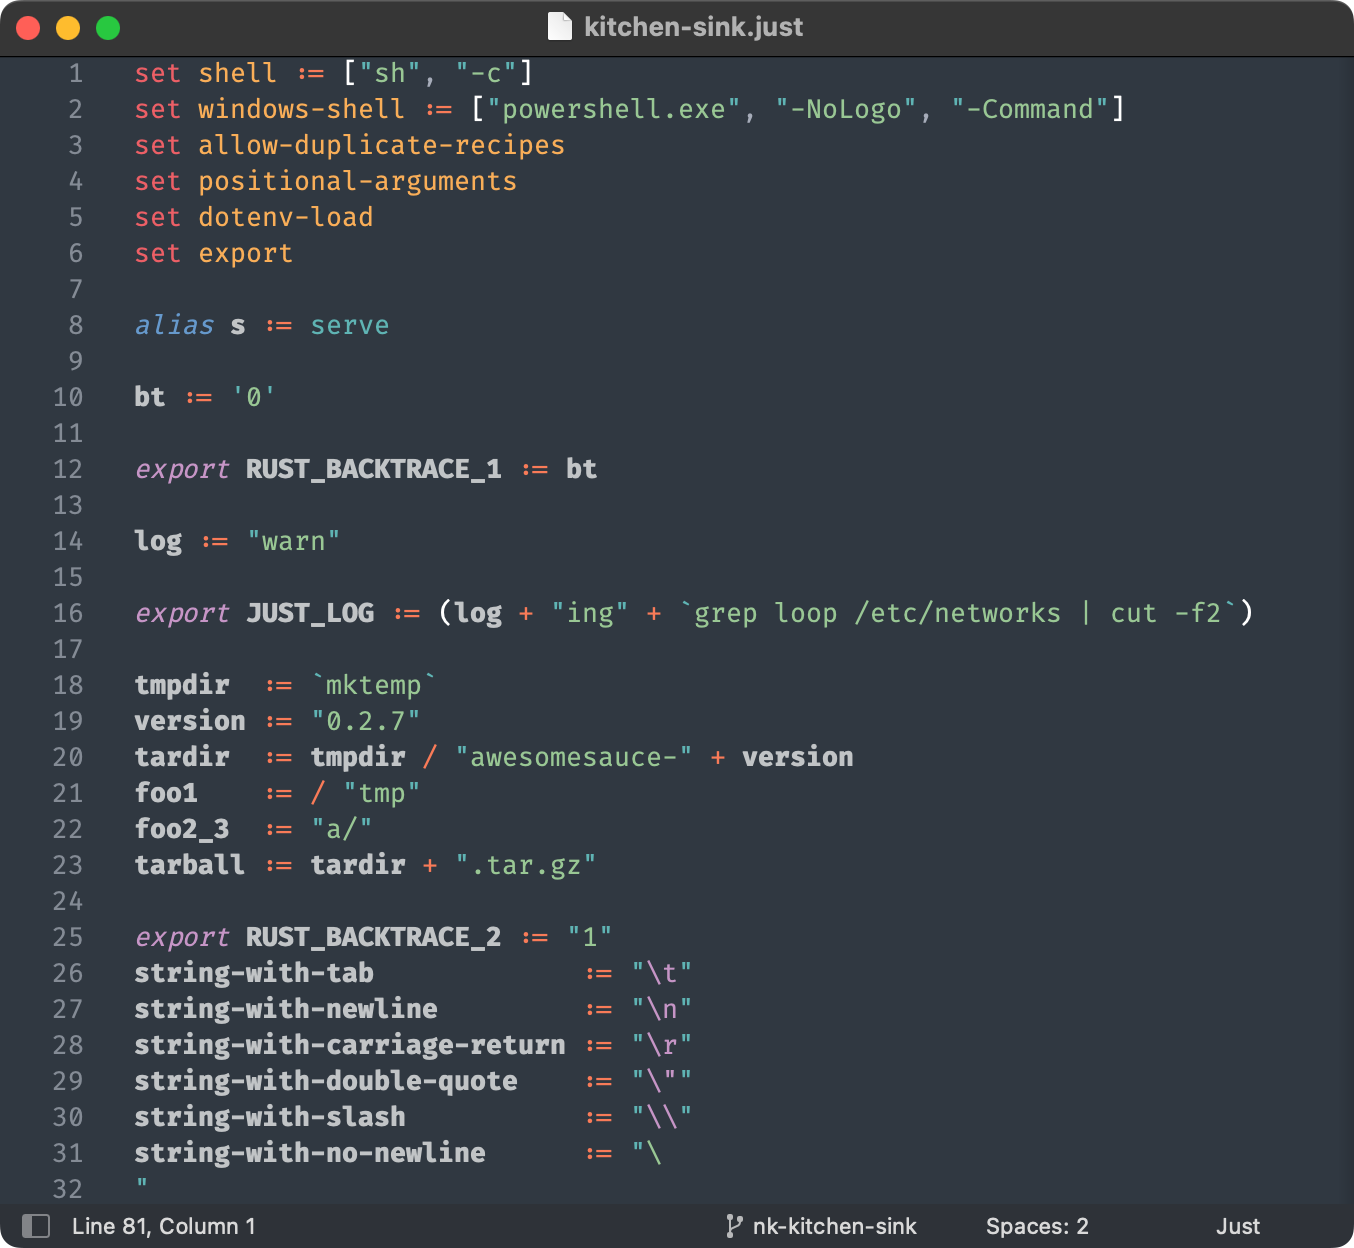 kitchen-sink.just
1 set shell := ["sh", "-c"]
2 set windows-shell := ["powershell.exe", "-NoLogo", "-Command"]
3 set allow-duplicate-recipes
4 set positional-arguments
5 set dotenv-load
6 set export
7
8 alias s := serve
9
10 bt := '0'
11
12 export RUST_BACKTRACE_1 := bt
13
14 log := "warn"
15
16 export JUST_LOG := (log + "ing" + `grep loop /etc/networks | cut -f2`)
17
18 tmpdir  := `mktemp`
19 version := "0.2.7"
20 tardir  := tmpdir / "awesomesauce-" + version
21 foo1    := / "tmp"
22 foo2_3  := "a/"
23 tarball := tardir + ".tar.gz"
24
25 export RUST_BACKTRACE_2 := "1"
26 string-with-tab             := "\t"
27 string-with-newline         := "\n"
28 string-with-carriage-return := "\r"
29 string-with-double-quote    := "\""
30 string-with-slash           := "\\"
31 string-with-no-newline      := "\
32 "
Line 81, Column 1 nk-kitchen-sink Spaces: 2 Just